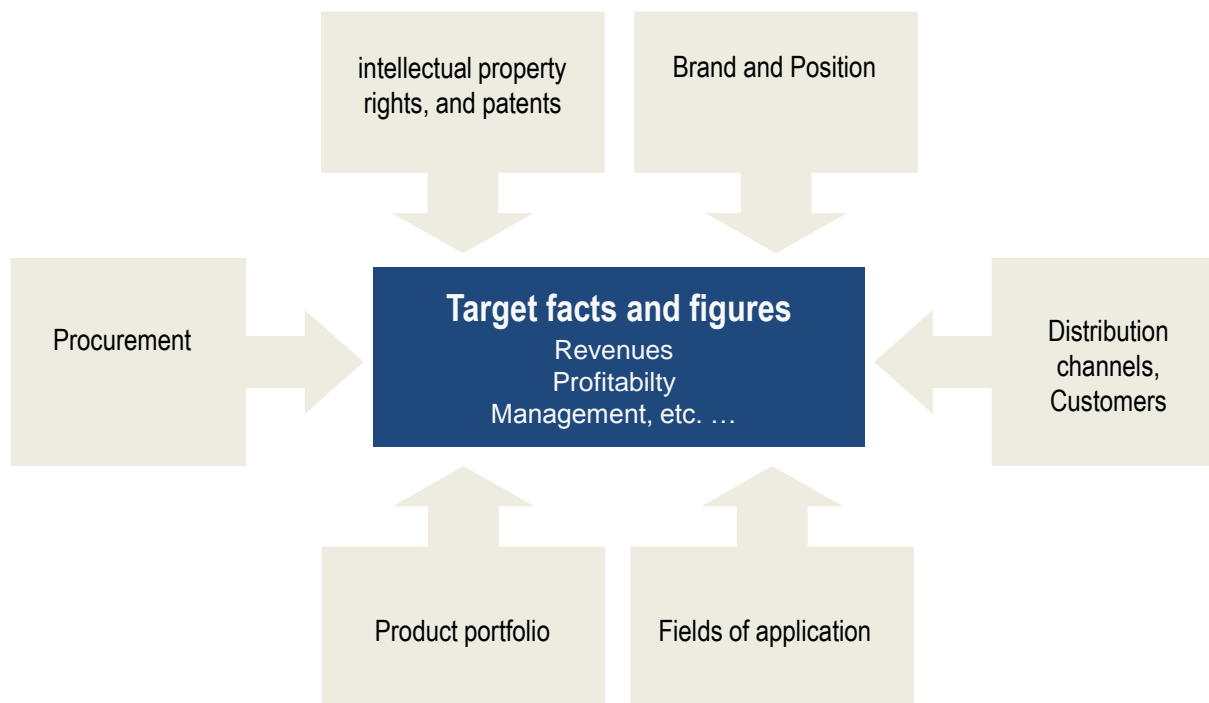 intellectual property
rights, and patents
Brand and Position
Procurement
Target facts and figures
Revenues
Profitabilty
Management, etc. …
Distribution
channels,
Customers
Product portfolio
Fields of application